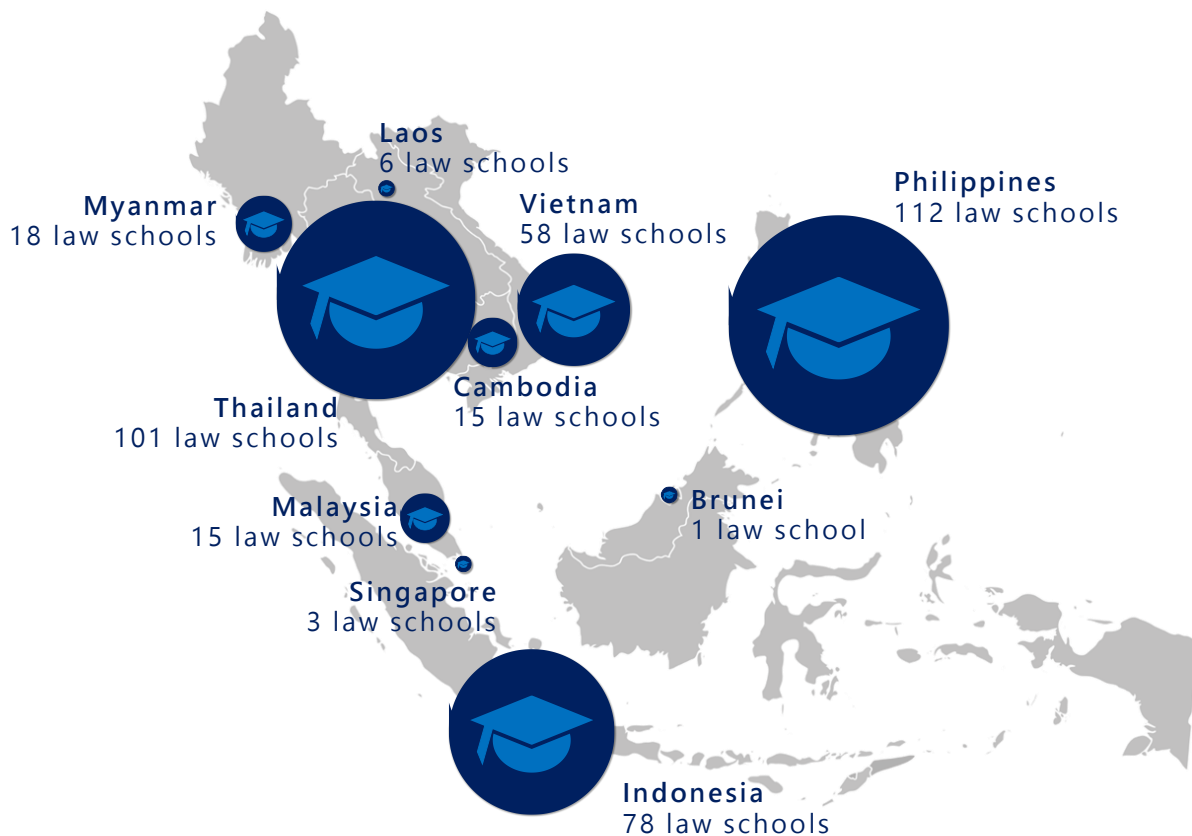 Laos
6 law schools
Myanmar
18 law schools
Vietnam
58 law schools
Philippines
112 law schools
Thailand
101 law schools
Cambodia
15 law schools
Malaysia
15 law schools
Brunei
1 law school
Singapore
3 law schools
Indonesia
78 law schools